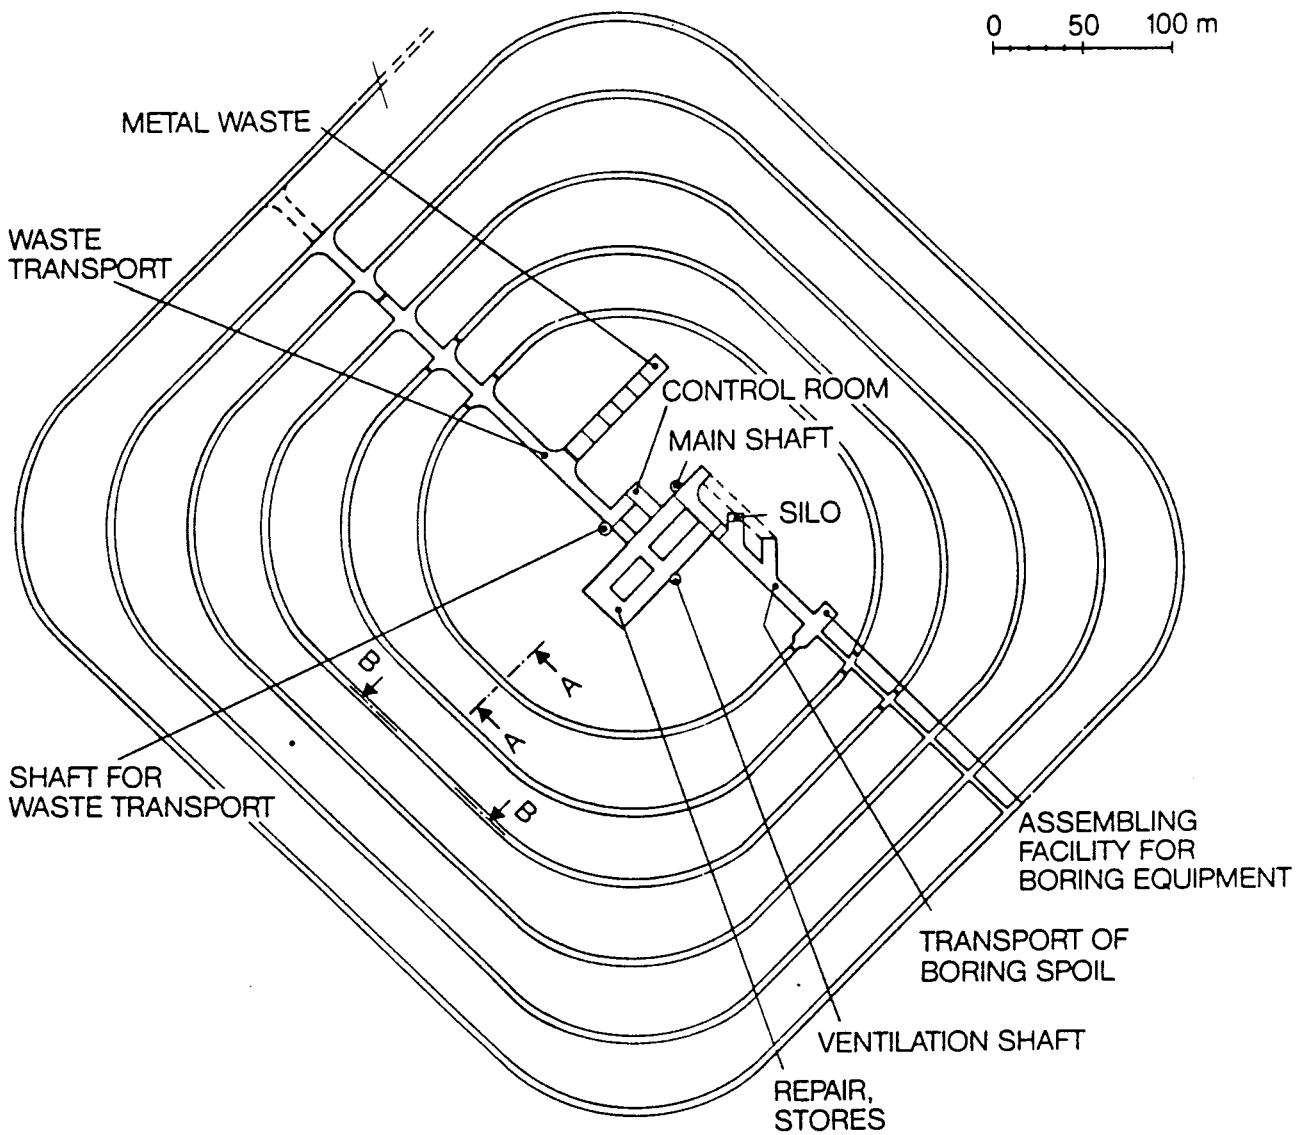 0 50 100 m
METAL WASTE
WASTE
TRANSPORT
CONTROL ROOM
MAIN SHAFT
SILO
B
A
A
B
SHAFT FOR
WASTE TRANSPORT
ASSEMBLING
FACILITY FOR
BORING EQUIPMENT
TRANSPORT OF
BORING SPOIL
VENTILATION SHAFT
REPAIR,
STORES